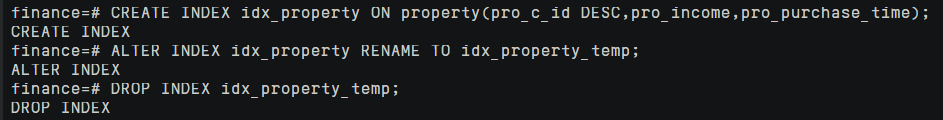 finance=# CREATE INDEX idx_property ON property(pro_c_id DESC,pro_income,pro_purchase_time);
CREATE INDEX
finance=# ALTER INDEX idx_property RENAME TO idx_property_temp;
ALTER INDEX
finance=# DROP INDEX idx_property_temp;
DROP INDEX